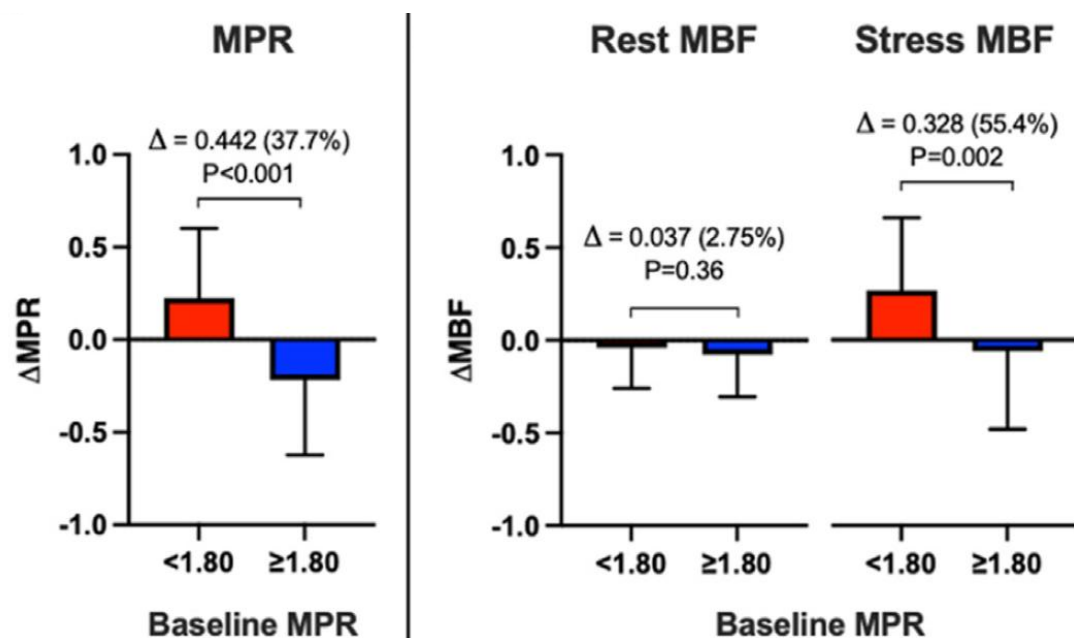 MPR
Δ = 0.442 (37.7%)
P<0.001
1.0
0.5
0.0
-0.5
-1.0
ΔMPR
<1.80 ≥1.80
Baseline MPR
Rest MBF
Stress MBF
Δ = 0.037 (2.75%)
P=0.36
Δ = 0.328 (55.4%)
P=0.002
1.0
0.5
0.0
-0.5
-1.0
ΔMBF
<1.80 ≥1.80
<1.80 ≥1.80
Baseline MPR